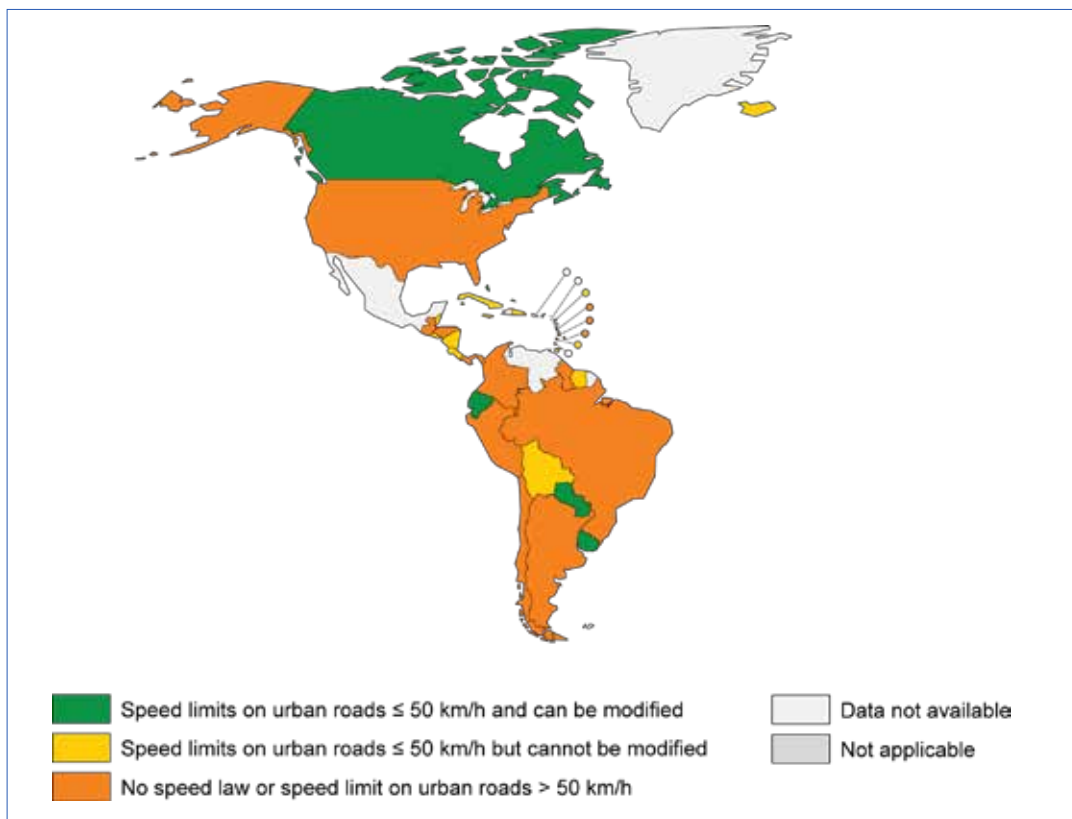 Speed limits on urban roads ≤ 50 km/h and can be modified
Speed limits on urban roads ≤ 50 km/h but cannot be modified
No speed law or speed limit on urban roads > 50 km/h
Data not available
Not applicable